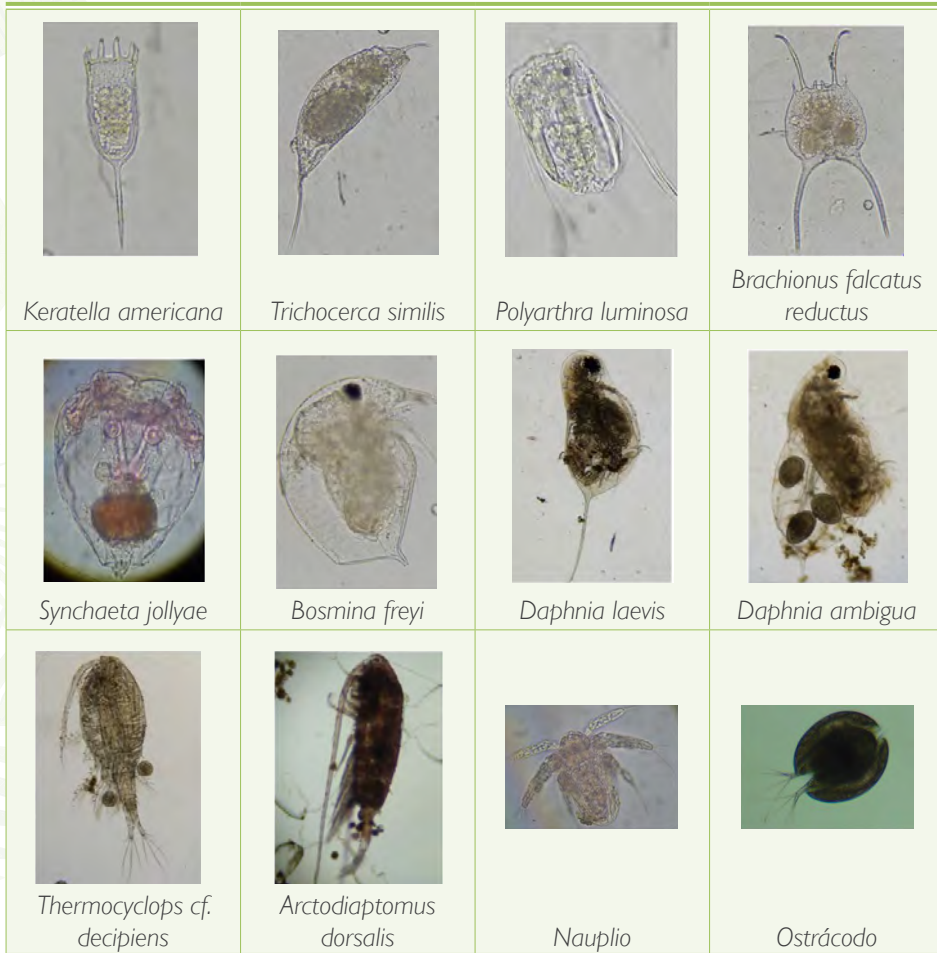 Keratella americana
Trichocerca similis
Polyarthra luminosa
Brachionus falcatus
reductus
Synchaeta jollyae
Bosmina freyi
Daphnia laevis
Daphnia ambigua
Thermocyclops cf.
decipiens
Arctodiaptomus
dorsalis
Nauplio
Ostrácodo